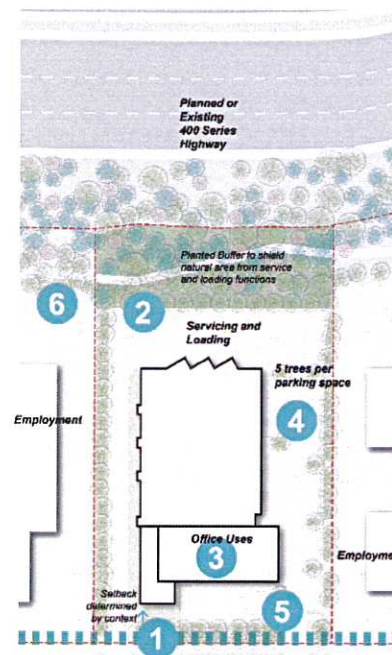 Planned or
Existing
400 Series
Highway
Planted Buffer to shield
natural area from service
and loading functions
6
2
Servicing and
Loading
5 trees per
parking space
4
Employment
Office Uses
3
Employme
Setback
determined
by context
5
1